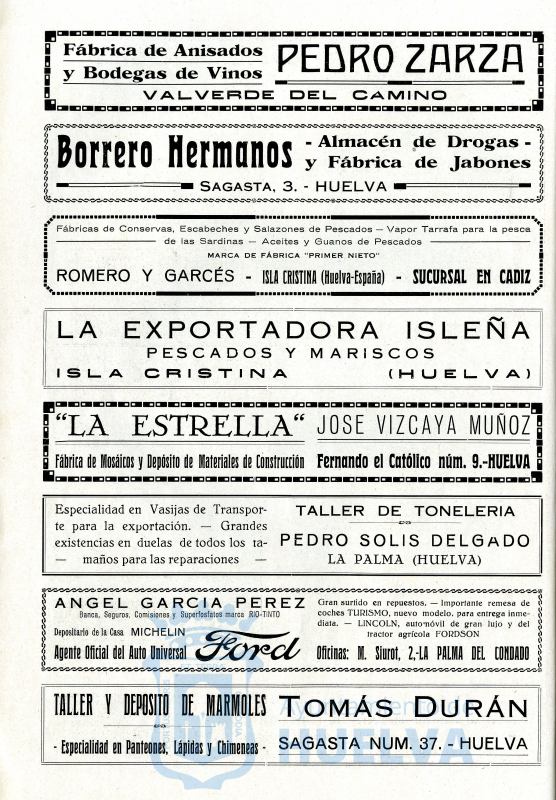 Fábrica de Anisados
y Bodegas de Vinos
PEDRO ZARZA
VALVERDE DEL CAMINO
Borrero Hermanos
- Almacén de Drogas -
y Fábrica de Jabones
SAGASTA, 3. - HUELVA
Fábricas de Conservas, Escabeches y Salazones de Pescados — Vapor Tarrafa para la pesca
de las Sardinas — Aceites y Guanos de Pescados
MARCA DE FÁBRICA "PRIMER NIETO"
ROMERO Y GARCÉS - ISLA CRISTINA (Huelva-España) - SUCURSAL EN CADIZ
LA EXPORTADORA ISLEÑA
PESCADOS Y MARISCOS
ISLA CRISTINA (HUELVA)
"LA ESTRELLA"
JOSE VIZCAYA MUÑOZ
Fábrica de Mosáicos y Depósito de Materiales de Construcción
Fernando el Católico núm. 9.-HUELVA
Especialidad en Vasijas de Transpor-
te para la exportación. — Grandes
existencias en duelas de todos los ta-
— maños para las reparaciones —
TALLER DE TONELERIA
PEDRO SOLIS DELGADO
LA PALMA (HUELVA)
ANGEL GARCIA PEREZ
Banca, Seguros, Comisiones y Superfosfatos marca RIO-TINTO
Depositario de la Casa MICHELIN
Agente Oficial del Auto Universal
Ford
Gran surtido en repuestos. — Importante remesa de
coches TURISMO, nuevo modelo, para entrega inme-
diata. — LINCOLN, automóvil de gran lujo y del
tractor agrícola FORDSON
Oficinas: M. Siurot, 2,-LA PALMA DEL CONDADO
TALLER Y DEPOSITO DE MARMOLES
- Especialidad en Panteones, Lápidas y Chimeneas -
TOMÁS DURÁN
SAGASTA NUM. 37. - HUELVA
Ayuntamiento de
HUELVA